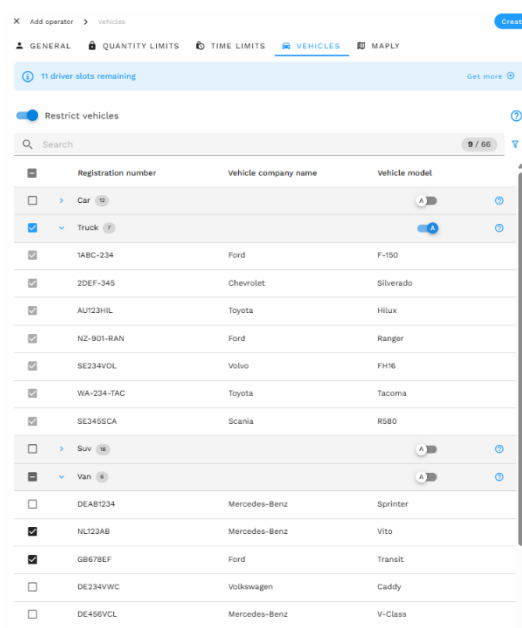 Add operator > Vehicles Create
GENERAL QUANTITY LIMITS TIME LIMITS VEHICLES MAPLY
11 driver slots remaining Get more
Restrict vehicles
Search 9 / 66
Registration number Vehicle company name Vehicle model
Car 12 A
Truck 7 A
1ABC-234 Ford F-150
2DEF-345 Chevrolet Silverado
AU123HIL Toyota Hilux
NZ-901-RAN Ford Ranger
SE234VOL Volvo FH16
WA-234-TAC Toyota Tacoma
SE345SCA Scania R580
Suv 18 A
Van 6 A
DEAB1234 Mercedes-Benz Sprinter
NL123AB Mercedes-Benz Vito
GB678EF Ford Transit
DE234VWC Volkswagen Caddy
DE456VCL Mercedes-Benz V-Class